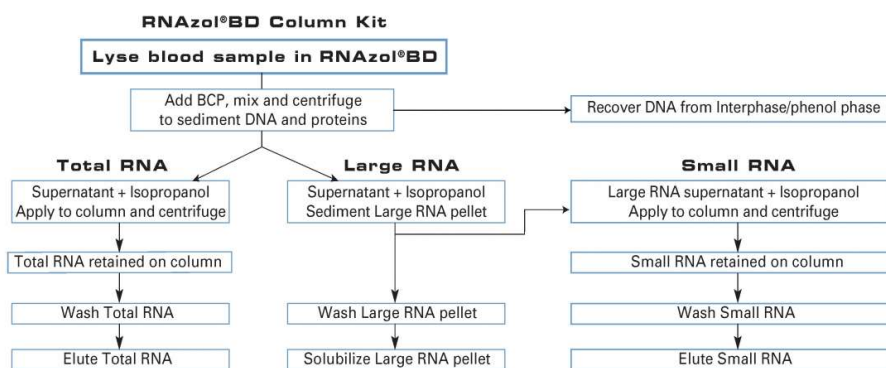 RNAzol®BD Column Kit
Lyse blood sample in RNAzol®BD
Add BCP, mix and centrifuge
to sediment DNA and proteins
Recover DNA from Interphase/phenol phase
Total RNA
Supernatant + Isopropanol
Apply to column and centrifuge
Total RNA retained on column
Wash Total RNA
Elute Total RNA
Large RNA
Supernatant + Isopropanol
Sediment Large RNA pellet
Wash Large RNA pellet
Solubilize Large RNA pellet
Small RNA
Large RNA supernatant + Isopropanol
Apply to column and centrifuge
Small RNA retained on column
Wash Small RNA
Elute Small RNA